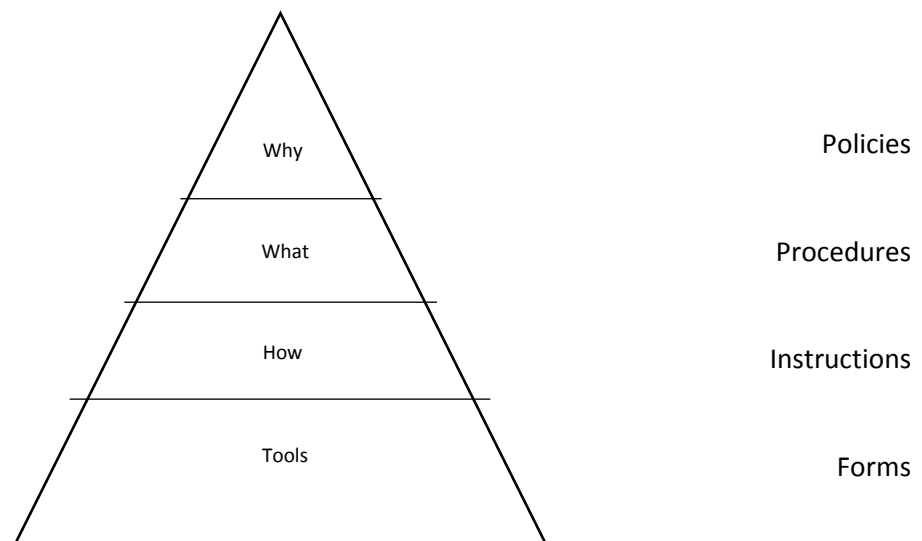 Why
Policies
What
Procedures
How
Instructions
Tools
Forms